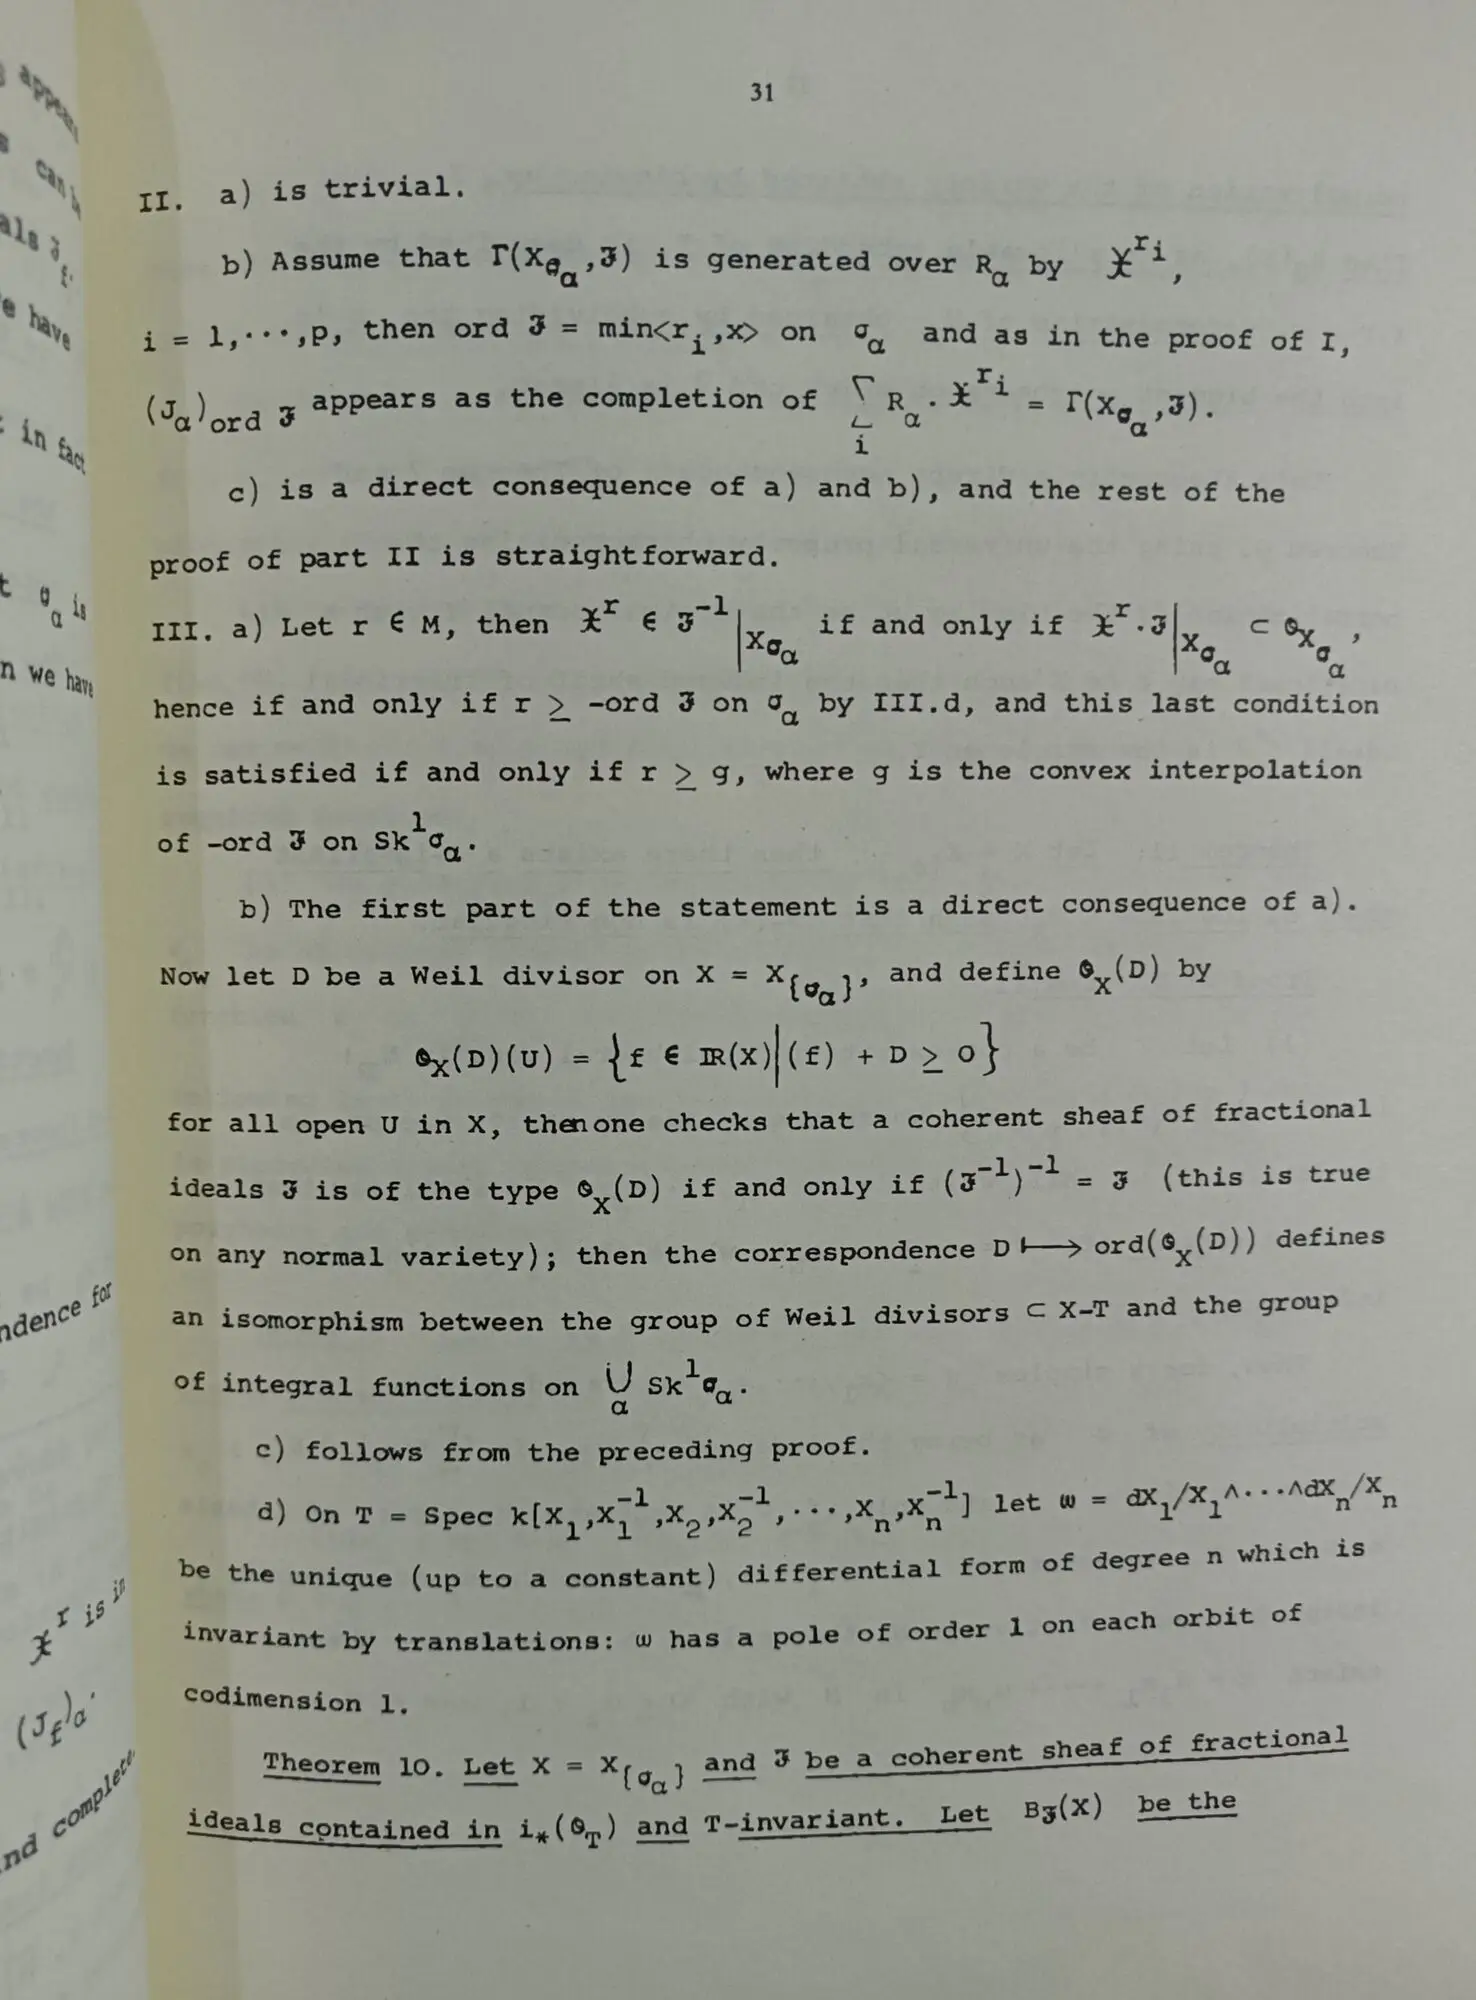 31
II. a) is trivial.
b) Assume that Γ(X_σ_α,𝔉) is generated over R_α by 𝔛^{r_i},
i = 1,···,p, then ord 𝔉 = min<r_i,x> on σ_α and as in the proof of I,
(J_α)_{ord 𝔉} appears as the completion of ∑_i R_α·𝔛^{r_i} = Γ(X_σ_α,𝔉).
c) is a direct consequence of a) and b), and the rest of the
proof of part II is straightforward.
III. a) Let r ∈ M, then 𝔛^r ∈ 𝔉^{-1}|_{X_σ_α} if and only if 𝔛^r·𝔉|_{X_σ_α} ⊂ 𝒪_{X_σ_α},
hence if and only if r ≥ -ord 𝔉 on σ_α by III.d, and this last condition
is satisfied if and only if r ≥ g, where g is the convex interpolation
of -ord 𝔉 on Sk^1σ_α.
b) The first part of the statement is a direct consequence of a).
Now let D be a Weil divisor on X = X_{{σ_α}}, and define 𝒪_X(D) by
𝒪_X(D)(U) = {f ∈ IR(X)|(f) + D ≥ 0}
for all open U in X, then one checks that a coherent sheaf of fractional
ideals 𝔉 is of the type 𝒪_X(D) if and only if (𝔉^{-1})^{-1} = 𝔉 (this is true
on any normal variety); then the correspondence D ⟼ ord(𝒪_X(D)) defines
an isomorphism between the group of Weil divisors ⊂ X-T and the group
of integral functions on ⋃_α Sk^1σ_α.
c) follows from the preceding proof.
d) On T = Spec k[X_1,X_1^{-1},X_2,X_2^{-1},···,X_n,X_n^{-1}] let ω = dX_1/X_1∧···∧dX_n/X_n
be the unique (up to a constant) differential form of degree n which is
invariant by translations: ω has a pole of order 1 on each orbit of
codimension 1.
Theorem 10. Let X = X_{{σ_α}} and 𝔉 be a coherent sheaf of fractional
ideals contained in i_*(𝒪_T) and T-invariant. Let B_𝔉(X) be the